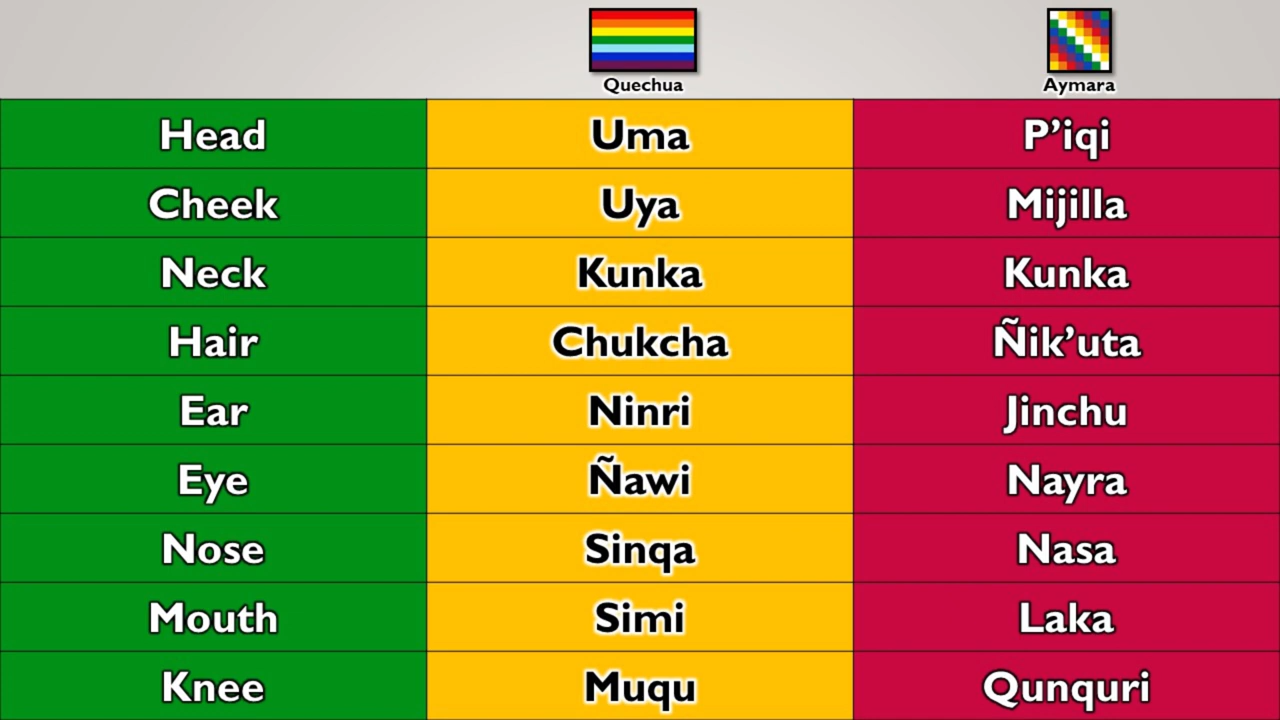 Quechua Aymara
Head Uma P’iqi
Cheek Uya Mijilla
Neck Kunka Kunka
Hair Chukcha Ñik’uta
Ear Ninri Jinchu
Eye Ñawi Nayra
Nose Sinqa Nasa
Mouth Simi Laka
Knee Muqu Qunquri